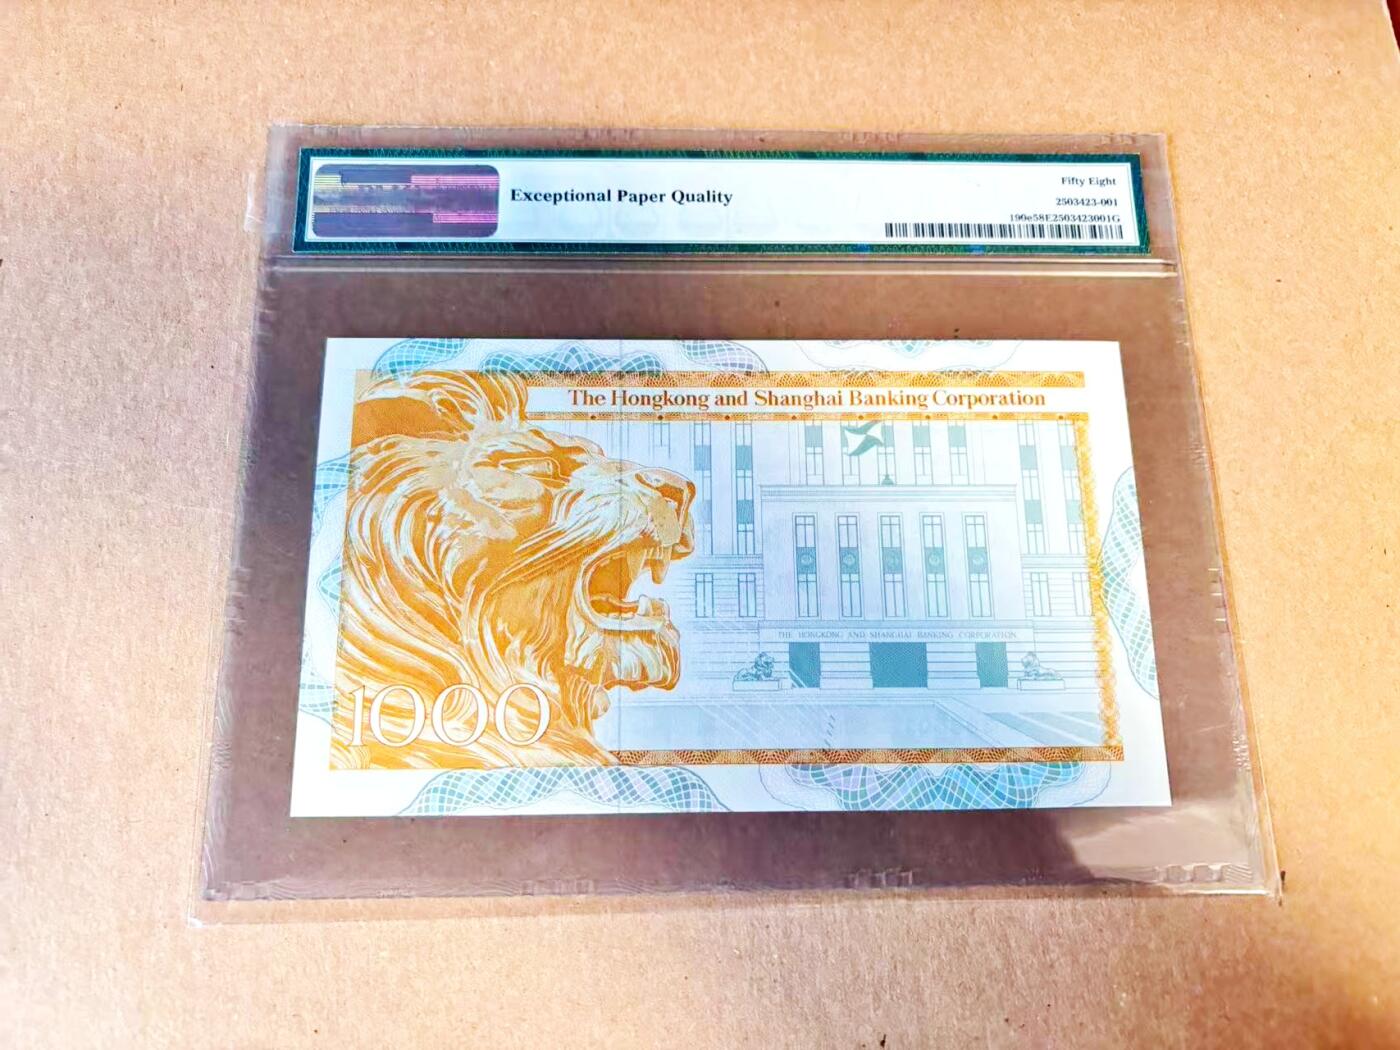 Exceptional Paper Quality
Fifty Eight
2503423-001
190e58E2503423001G
The Hongkong and Shanghai Banking Corporation
THE HONGKONG AND SHANGHAI BANKING CORPORATION
1000